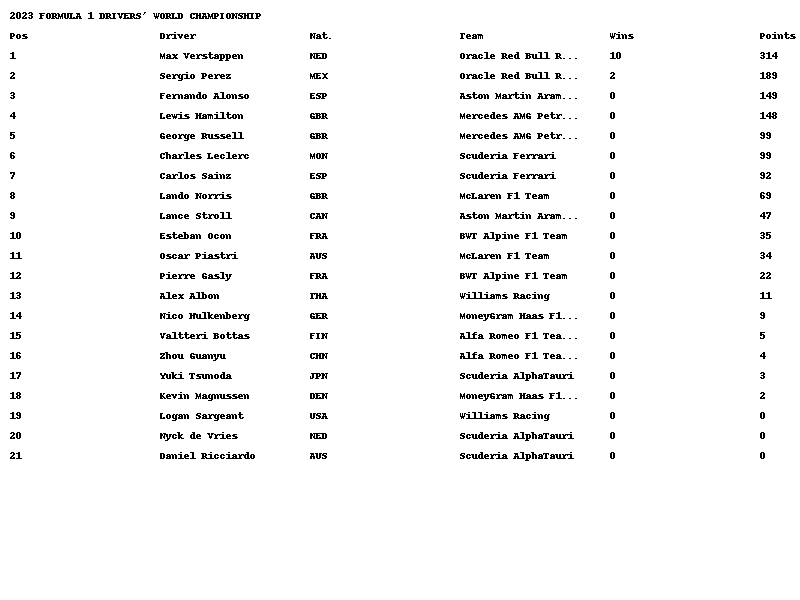 2023 FORMULA 1 DRIVERS' WORLD CHAMPIONSHIP
Pos Driver Nat. Team Wins Points
1 Max Verstappen NED Oracle Red Bull R... 10 314
2 Sergio Perez MEX Oracle Red Bull R... 2 189
3 Fernando Alonso ESP Aston Martin Aram... 0 149
4 Lewis Hamilton GBR Mercedes AMG Petr... 0 148
5 George Russell GBR Mercedes AMG Petr... 0 99
6 Charles Leclerc MON Scuderia Ferrari 0 99
7 Carlos Sainz ESP Scuderia Ferrari 0 92
8 Lando Norris GBR McLaren F1 Team 0 69
9 Lance Stroll CAN Aston Martin Aram... 0 47
10 Esteban Ocon FRA BWT Alpine F1 Team 0 35
11 Oscar Piastri AUS McLaren F1 Team 0 34
12 Pierre Gasly FRA BWT Alpine F1 Team 0 22
13 Alex Albon THA Williams Racing 0 11
14 Nico Hulkenberg GER MoneyGram Haas F1... 0 9
15 Valtteri Bottas FIN Alfa Romeo F1 Tea... 0 5
16 Zhou Guanyu CHN Alfa Romeo F1 Tea... 0 4
17 Yuki Tsunoda JPN Scuderia AlphaTauri 0 3
18 Kevin Magnussen DEN MoneyGram Haas F1... 0 2
19 Logan Sargeant USA Williams Racing 0 0
20 Nyck de Vries NED Scuderia AlphaTauri 0 0
21 Daniel Ricciardo AUS Scuderia AlphaTauri 0 0